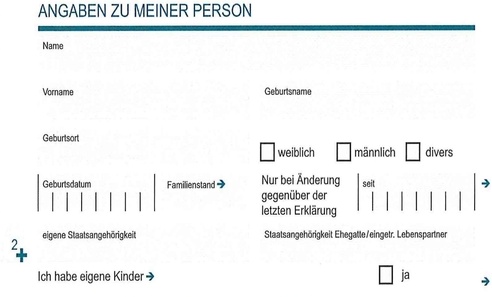 ANGABEN ZU MEINER PERSON
Name
Vorname
Geburtsname
Geburtsort
weiblich
männlich
divers
Geburtsdatum
Familienstand
Nur bei Änderung
gegenüber der
letzten Erklärung
seit
eigene Staatsangehörigkeit
Staatsangehörigkeit Ehegatte/eingetr. Lebenspartner
2
Ich habe eigene Kinder
ja